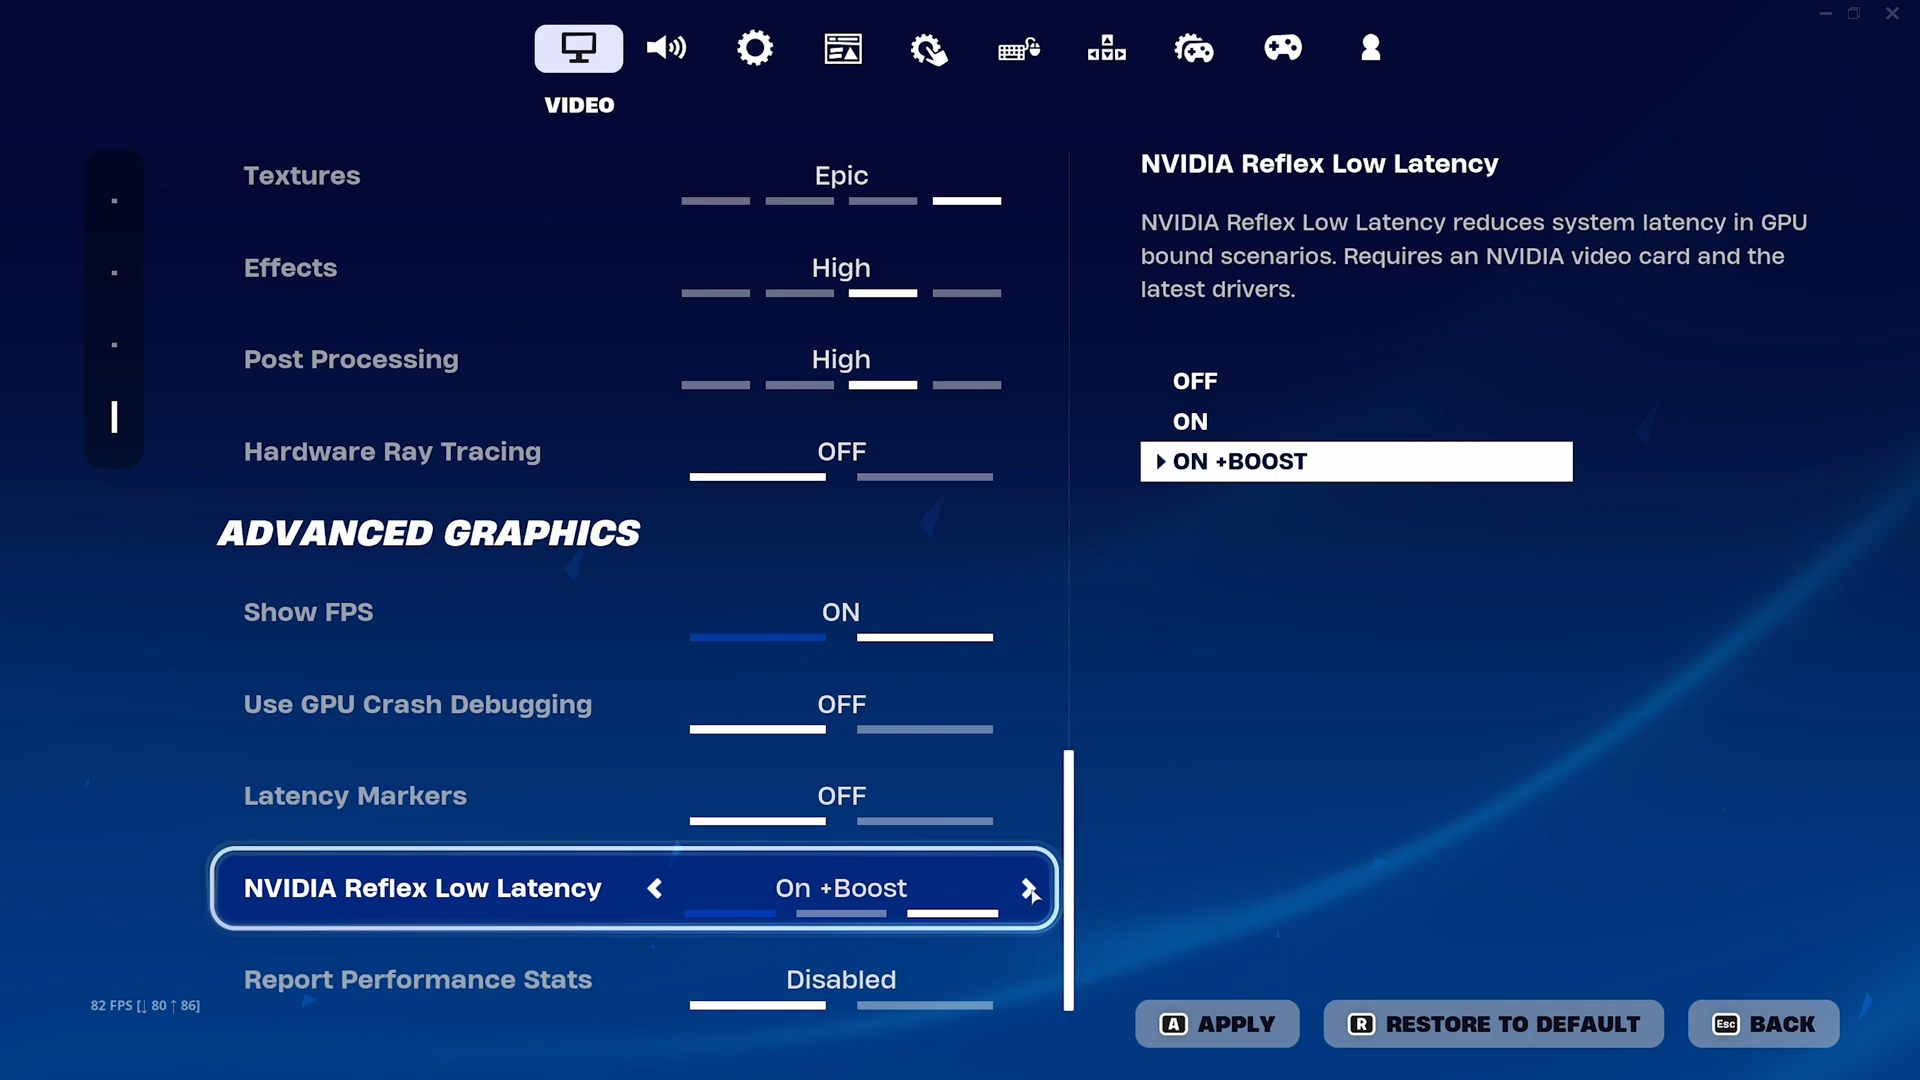 VIDEO
Textures
Epic
Effects
High
Post Processing
High
Hardware Ray Tracing
OFF
ADVANCED GRAPHICS
Show FPS
ON
Use GPU Crash Debugging
OFF
Latency Markers
OFF
NVIDIA Reflex Low Latency
On +Boost
Report Performance Stats
Disabled
82 FPS [↓ 80 ↑ 86]
NVIDIA Reflex Low Latency
NVIDIA Reflex Low Latency reduces system latency in GPU
bound scenarios. Requires an NVIDIA video card and the
latest drivers.
OFF
ON
ON +BOOST
A APPLY
R RESTORE TO DEFAULT
Esc BACK